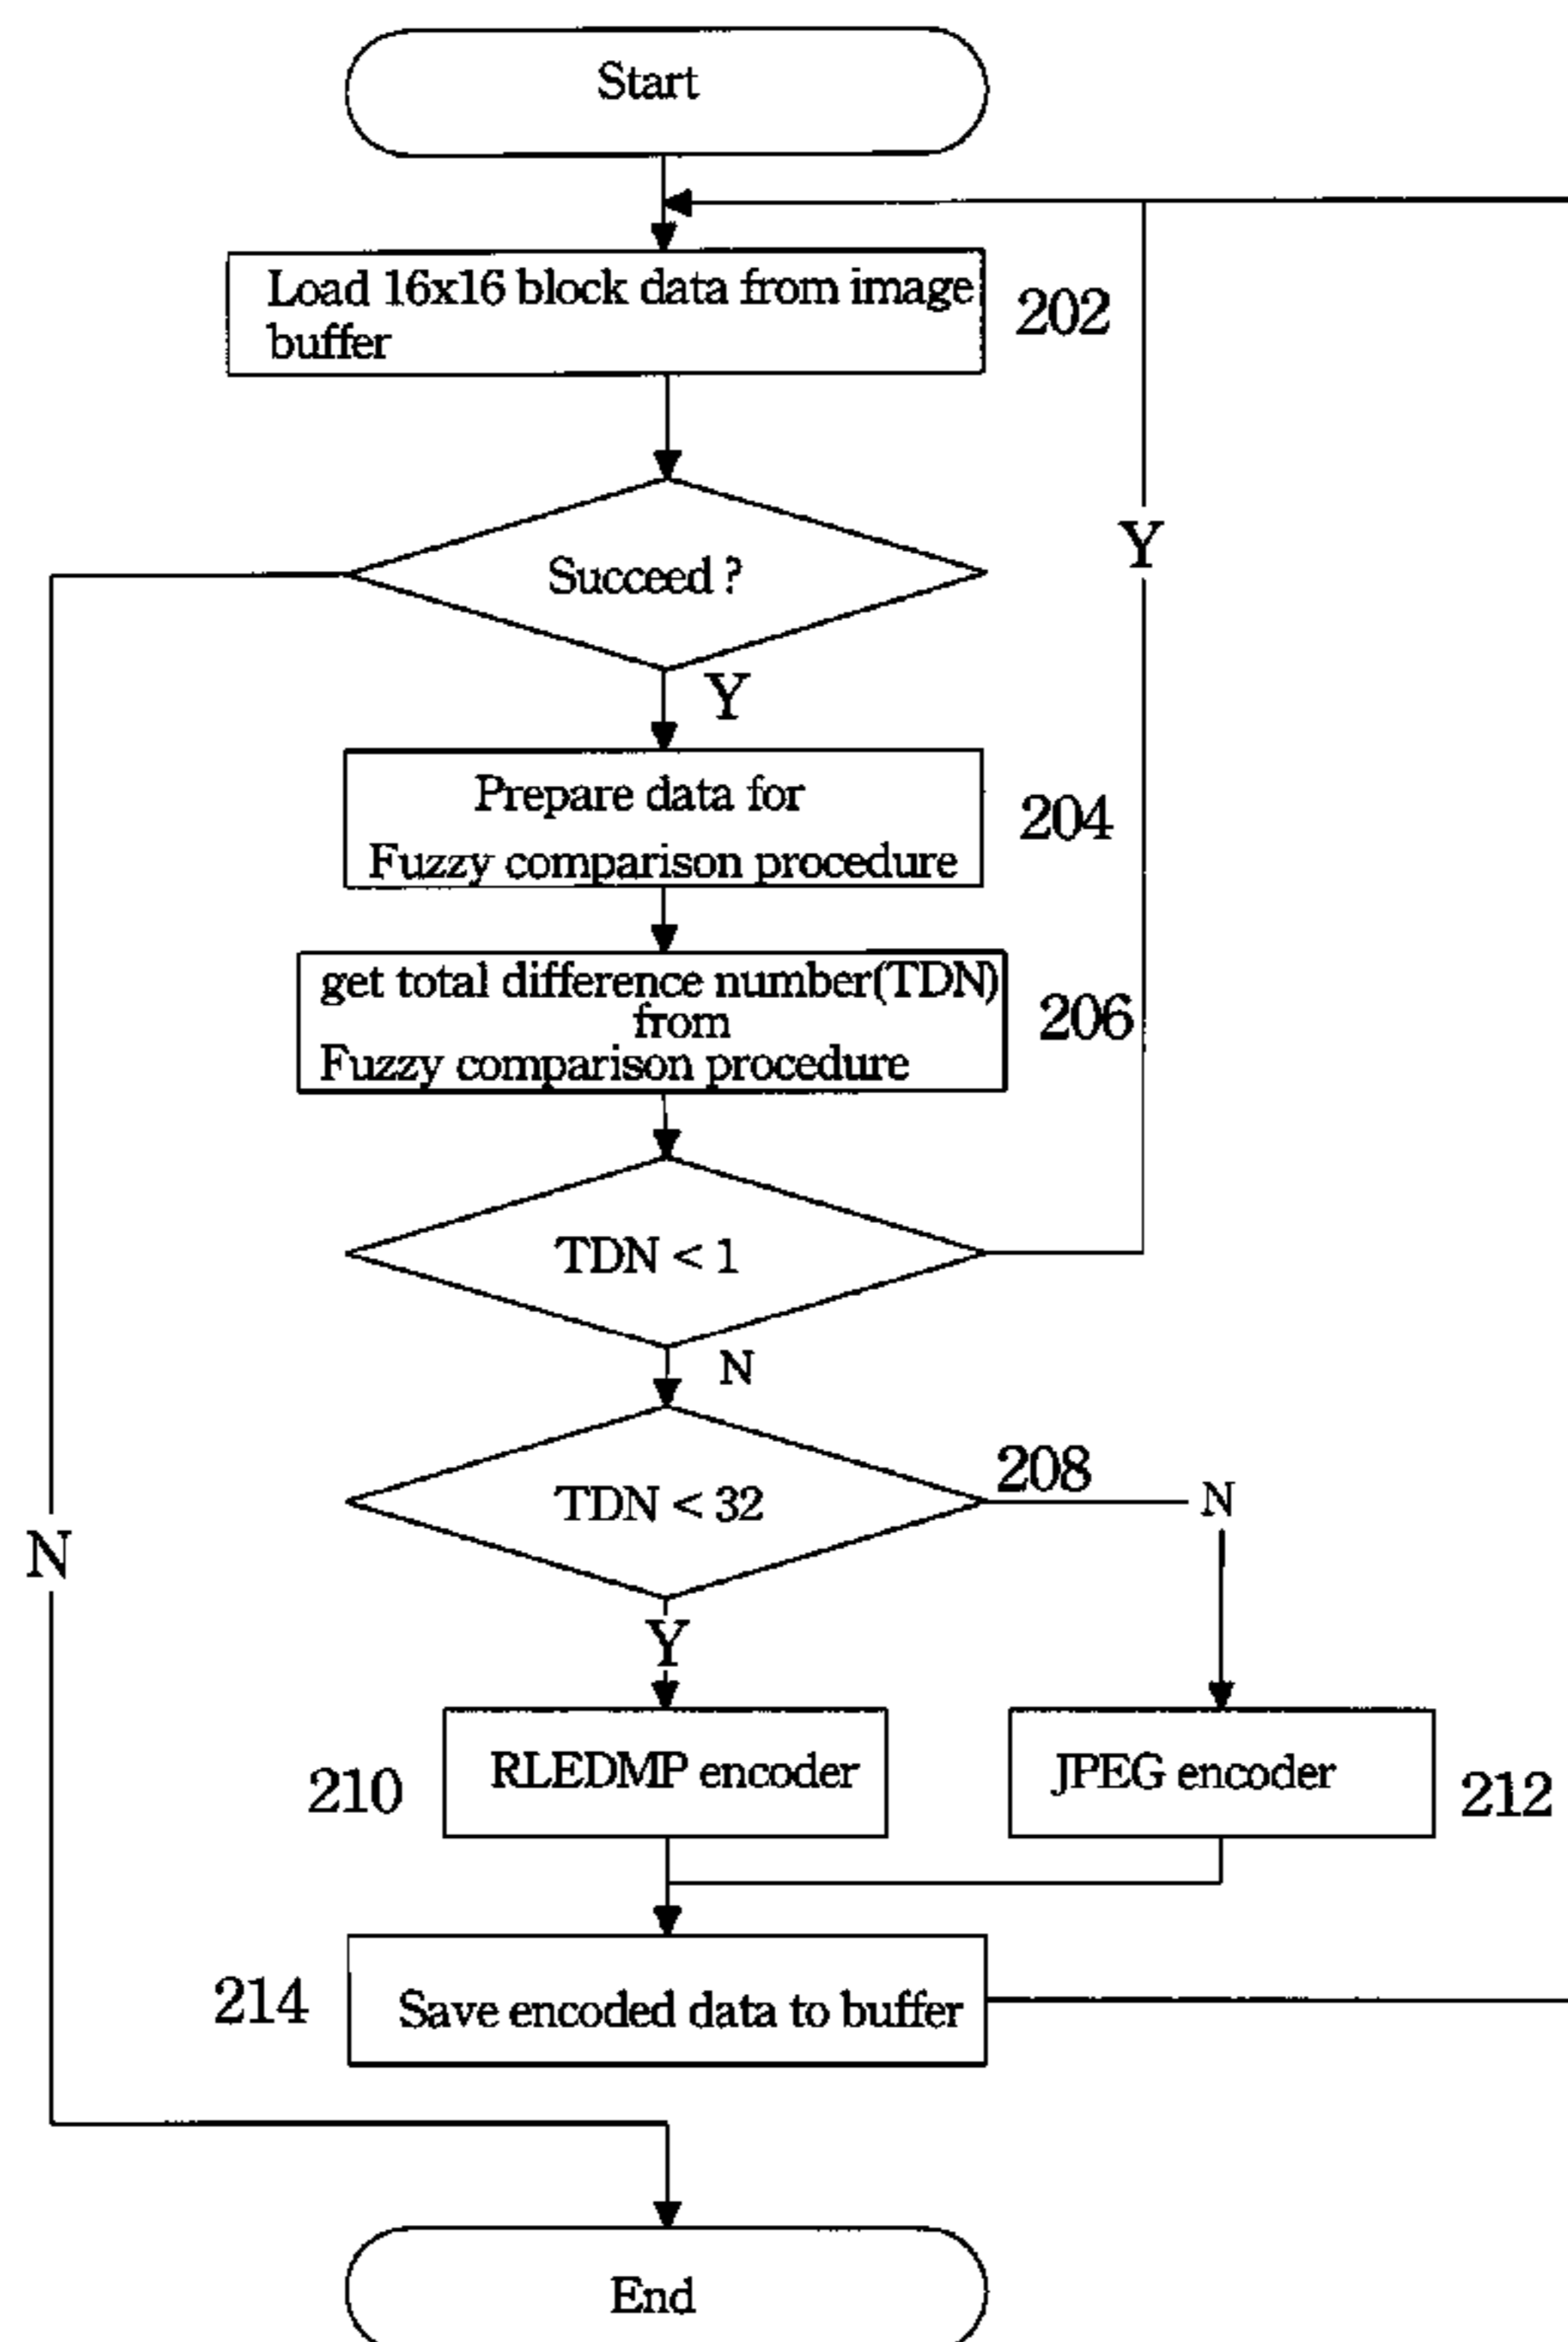 Start
Load 16x16 block data from image
buffer
202
Succeed ?
Y
Y
Prepare data for
Fuzzy comparison procedure
204
get total difference number(TDN)
from
Fuzzy comparison procedure
206
TDN < 1
N
TDN < 32
208
N
N
Y
RLEDMP encoder
210
JPEG encoder
212
214
Save encoded data to buffer
End